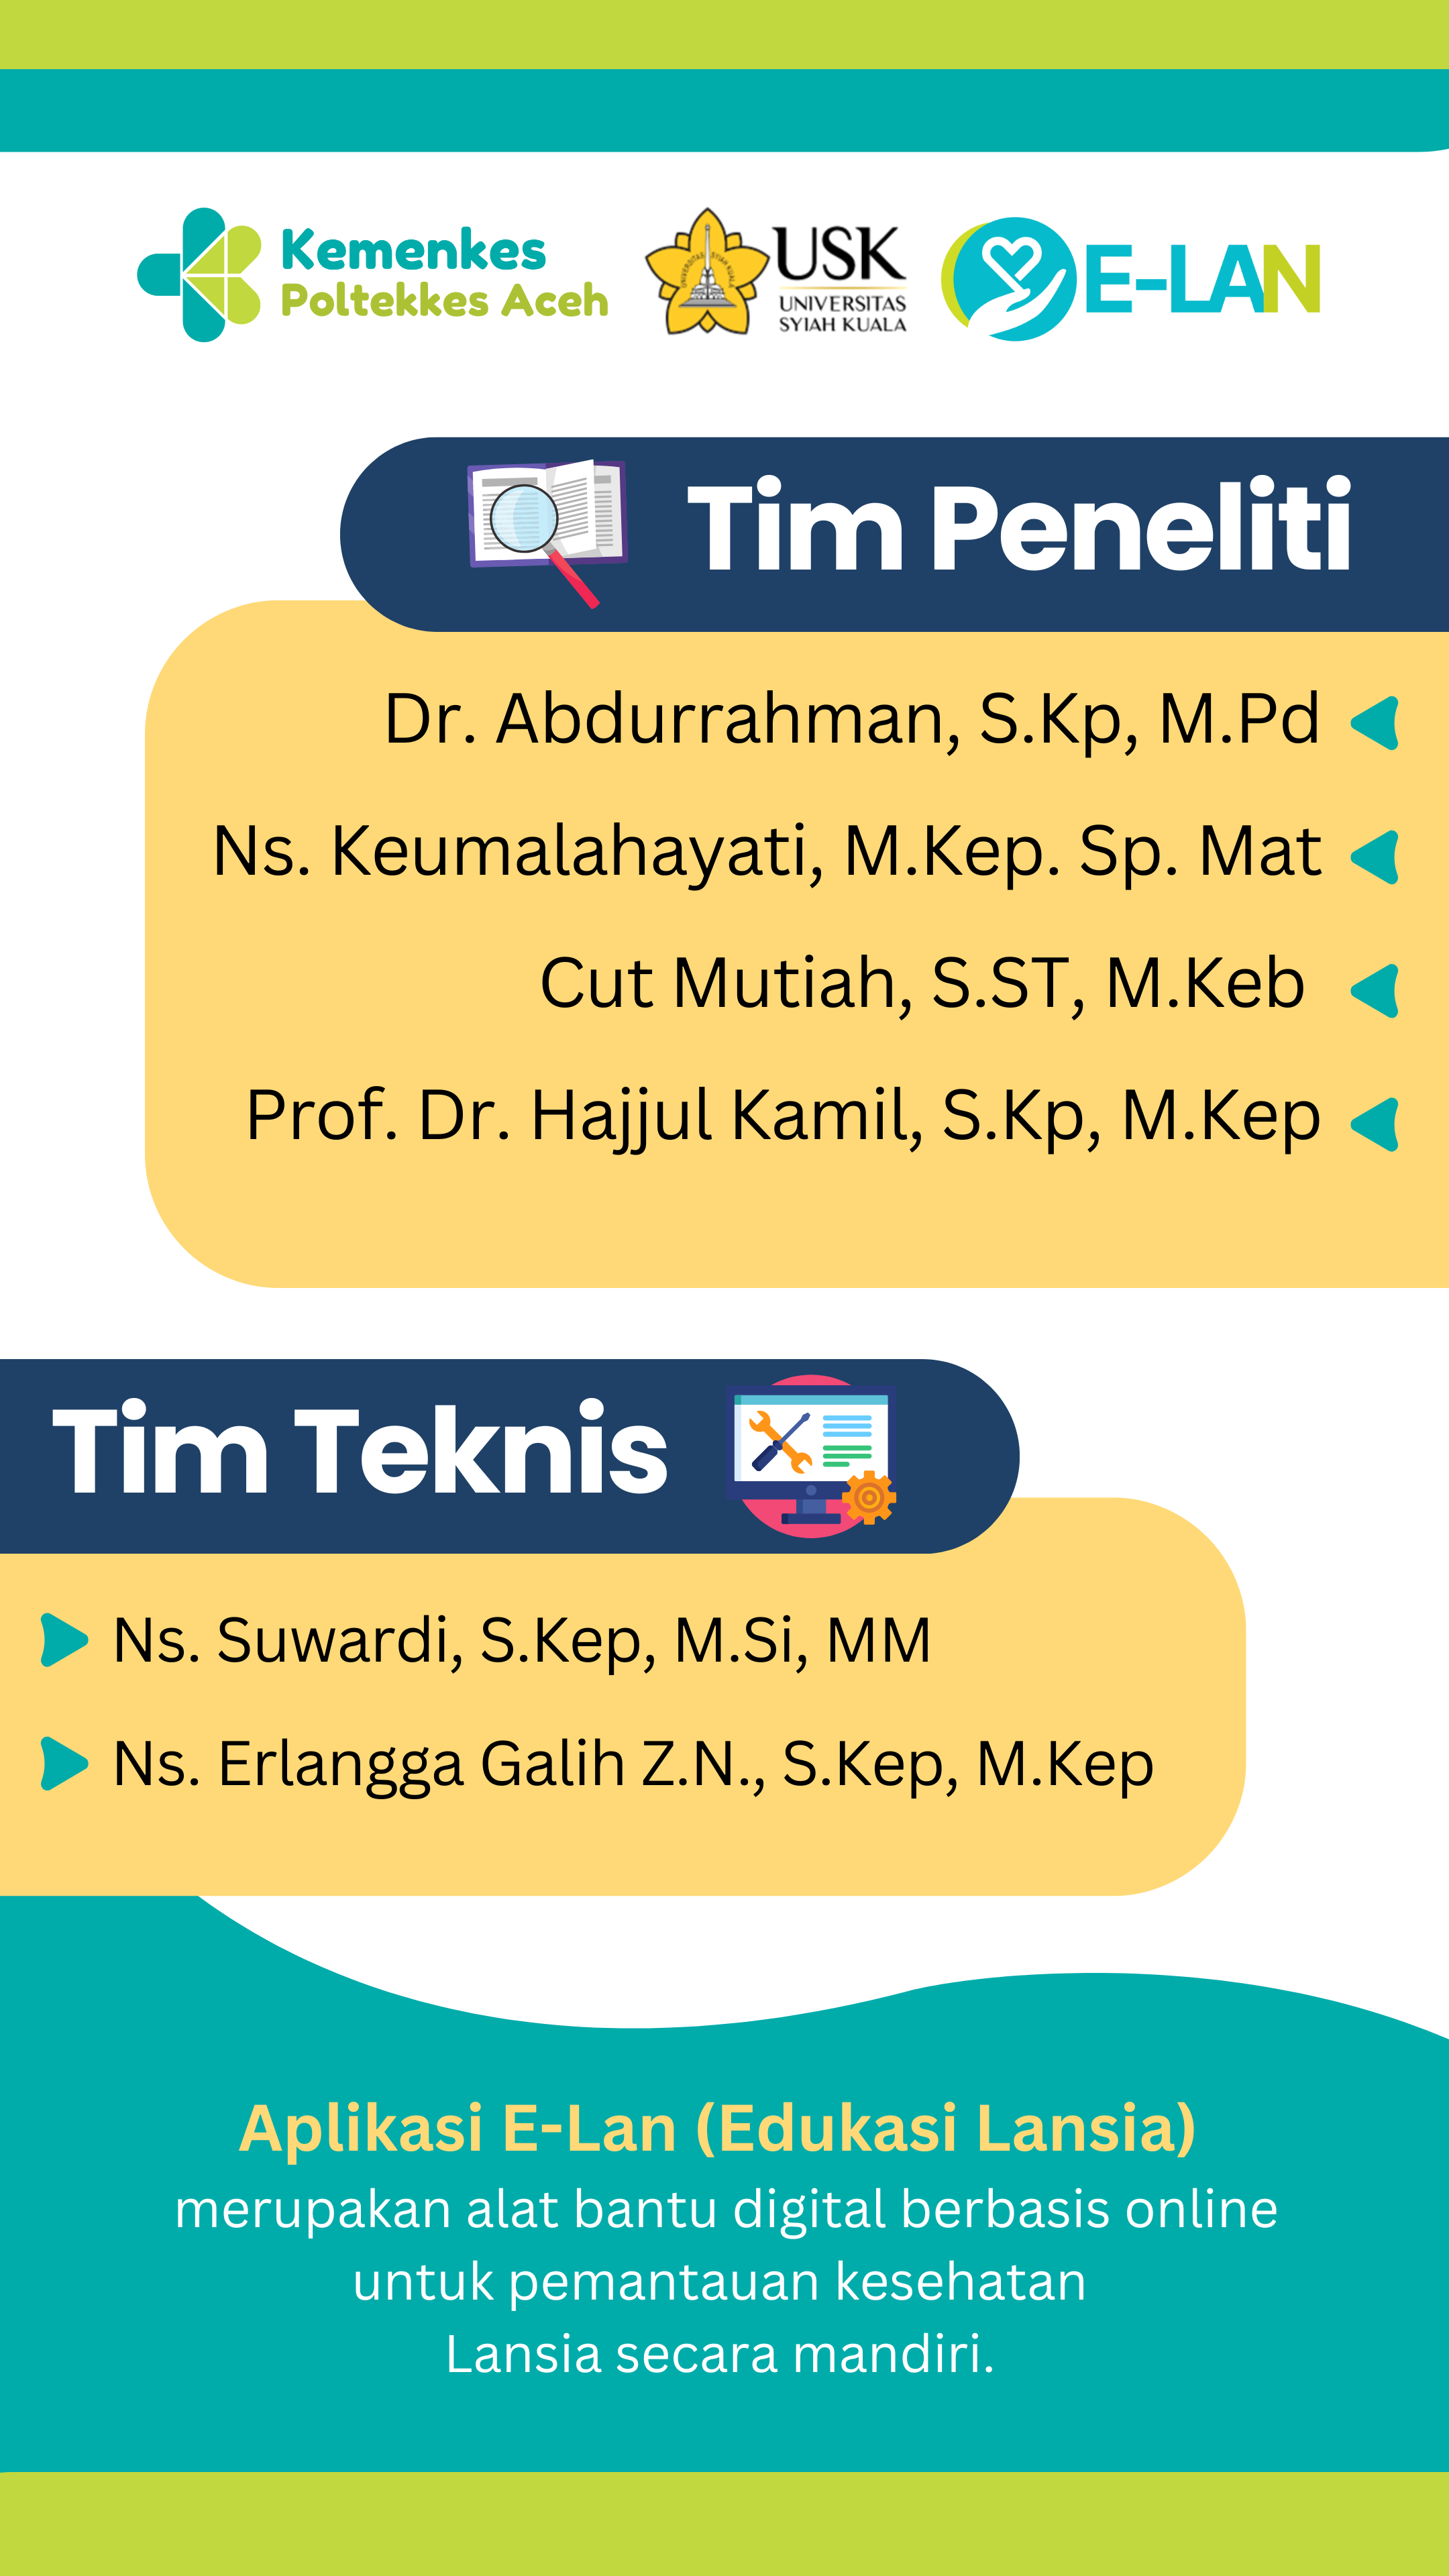 Kemenkes
Poltekkes Aceh
USK
UNIVERSITAS
SYIAH KUALA
UNIVERSITAS SYIAH KUALA
E-LAN
Tim Peneliti
Dr. Abdurrahman, S.Kp, M.Pd
Ns. Keumalahayati, M.Kep. Sp. Mat
Cut Mutiah, S.ST, M.Keb
Prof. Dr. Hajjul Kamil, S.Kp, M.Kep
Tim Teknis
Ns. Suwardi, S.Kep, M.Si, MM
Ns. Erlangga Galih Z.N., S.Kep, M.Kep
Aplikasi E-Lan (Edukasi Lansia)
merupakan alat bantu digital berbasis online
untuk pemantauan kesehatan
Lansia secara mandiri.